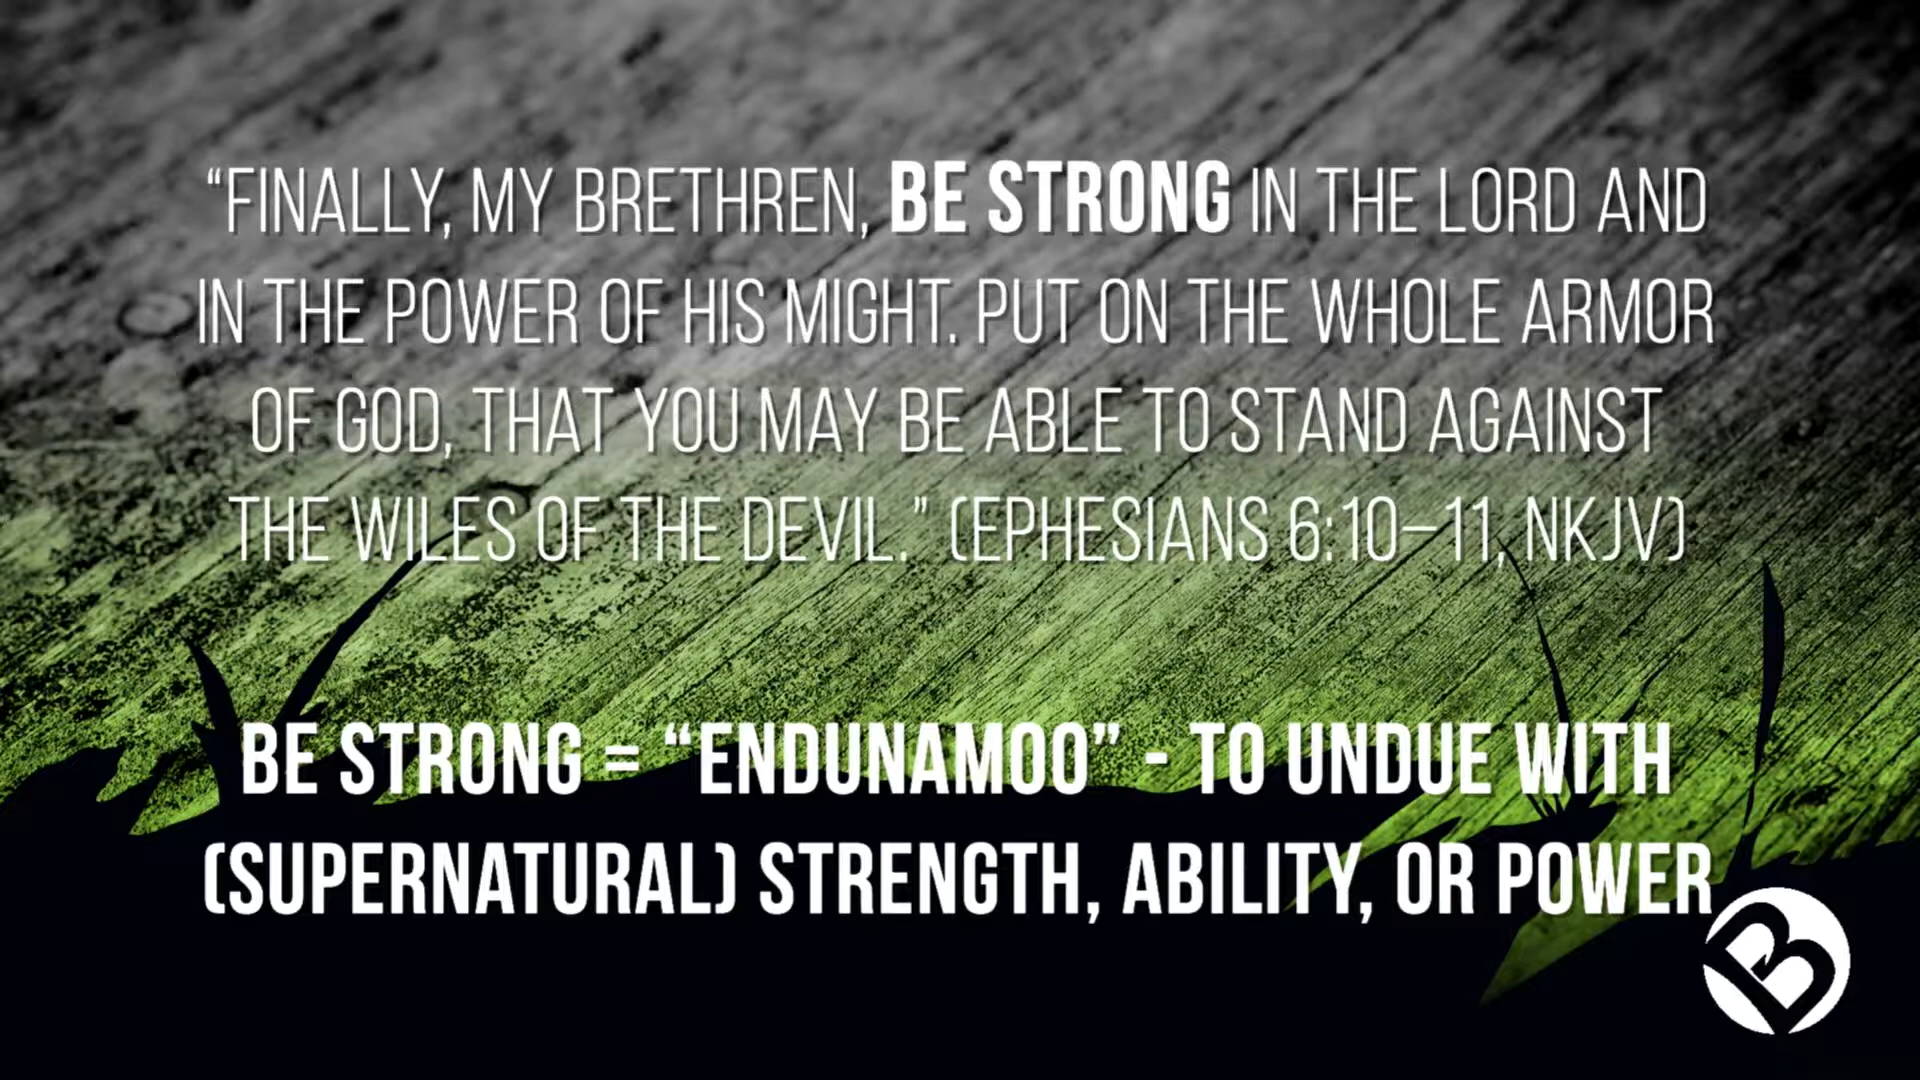 “FINALLY, MY BRETHREN, BE STRONG IN THE LORD AND
IN THE POWER OF HIS MIGHT. PUT ON THE WHOLE ARMOR
OF GOD, THAT YOU MAY BE ABLE TO STAND AGAINST
THE WILES OF THE DEVIL.” (EPHESIANS 6:10–11, NKJV)
BE STRONG = “ENDUNAMOO” - TO UNDUE WITH
(SUPERNATURAL) STRENGTH, ABILITY, OR POWER
B